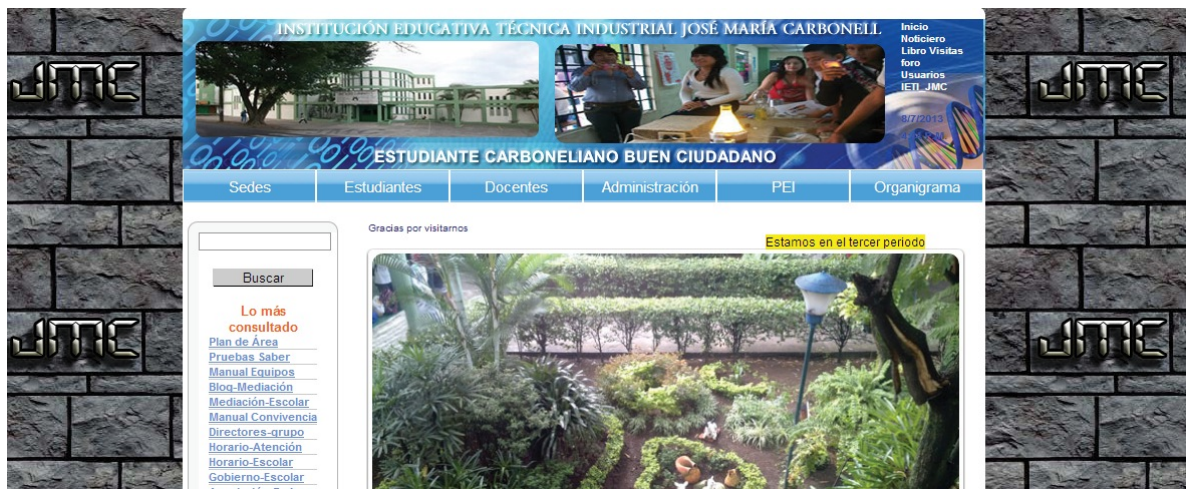 INSTITUCIÓN EDUCATIVA TÉCNICA INDUSTRIAL JOSÉ MARÍA CARBONELL
Inicio
Noticiero
Libro Visitas
foro
Usuarios
IETI_JMC
8/7/2013
JMC
JMC
ESTUDIANTE CARBONELIANO BUEN CIUDADANO
Sedes
Estudiantes
Docentes
Administración
PEI
Organigrama
Gracias por visitarnos
Estamos en el tercer periodo
Buscar
Lo más
consultado
Plan de Área
Pruebas Saber
Manual Equipos
Blog-Mediación
Mediación-Escolar
Manual Convivencia
Directores-grupo
Horario-Atención
Horario-Escolar
Gobierno-Escolar
JMC
JMC